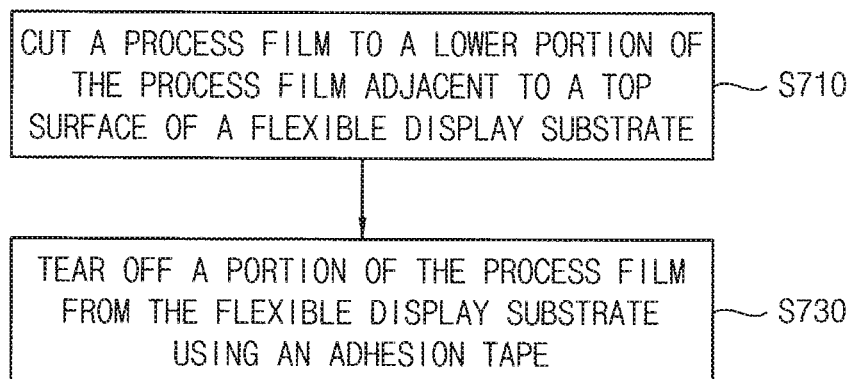 CUT A PROCESS FILM TO A LOWER PORTION OF
THE PROCESS FILM ADJACENT TO A TOP
SURFACE OF A FLEXIBLE DISPLAY SUBSTRATE
S710
TEAR OFF A PORTION OF THE PROCESS FILM
FROM THE FLEXIBLE DISPLAY SUBSTRATE
USING AN ADHESION TAPE
S730